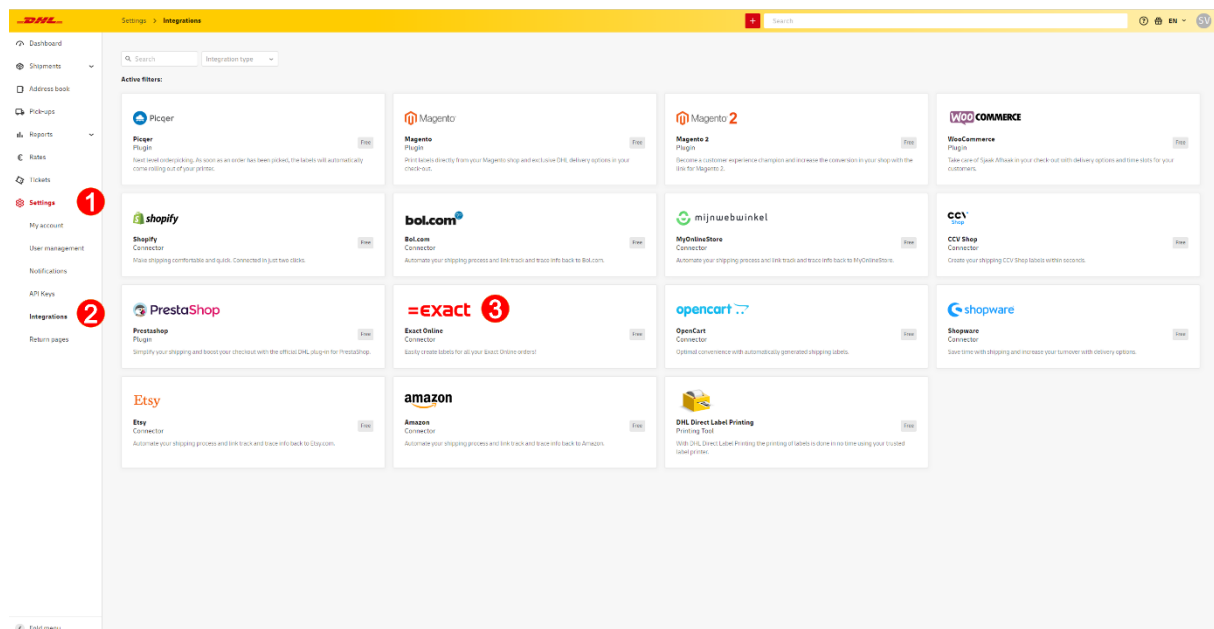 DHL
Settings > Integrations
+
Search
EN
SV
Dashboard
Shipments
Address book
Pick-ups
Reports
Rates
Tickets
Settings
1
My account
User management
Notifications
API Keys
Integrations
2
Return pages
Fold menu
Search
Integration type
Active filters:
Picqer
Picqer
Plugin
Free
Next level orderpicking. As soon as an order has been picked, the labels will automatically
come rolling out of your printer.
Magento
Magento
Plugin
Free
Print labels directly from your Magento shop and exclusive DHL delivery options in your
check-out.
Magento 2
Magento 2
Plugin
Free
Become a customer experience champion and increase the conversion in your shop with the
link for Magento 2.
WOO COMMERCE
WooCommerce
Plugin
Free
Take care of Sjaak Afhaak in your check-out with delivery options and time slots for your
customers.
shopify
Shopify
Connector
Free
Make shipping comfortable and quick. Connected in just two clicks.
bol.com
Bol.com
Connector
Free
Automate your shipping process and link track and trace info back to Bol.com.
mijnwebwinkel
MyOnlineStore
Connector
Free
Automate your shipping process and link track and trace info back to MyOnlineStore.
CCV
Shop
CCV Shop
Connector
Free
Create your shipping CCV Shop labels within seconds.
PrestaShop
Prestashop
Plugin
Free
Simplify your shipping and boost your checkout with the official DHL plug-in for PrestaShop.
=exact
3
Exact Online
Connector
Free
Easily create labels for all your Exact Online orders!
opencart
OpenCart
Connector
Free
Optimal convenience with automatically generated shipping labels.
shopware
Shopware
Connector
Free
Save time with shipping and increase your turnover with delivery options.
Etsy
Etsy
Connector
Free
Automate your shipping process and link track and trace info back to Etsy.com.
amazon
Amazon
Connector
Free
Automate your shipping process and link track and trace info back to Amazon.
DHL Direct Label Printing
Printing Tool
Free
With DHL Direct Label Printing the printing of labels is done in no time using your trusted
label printer.